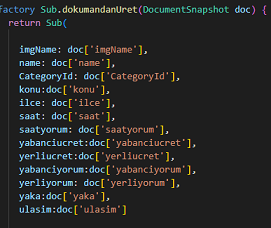 factory Sub.dokumandanUret(DocumentSnapshot doc) {
return Sub(
imgName: doc['imgName'],
name: doc['name'],
CategoryId: doc['CategoryId'],
konu:doc['konu'],
ilce: doc['ilce'],
saat: doc['saat'],
saatyorum: doc['saatyorum'],
yabanciucret:doc['yabanciucret'],
yerliucret:doc['yerliucret'],
yabanciyorum:doc['yabanciyorum'],
yerliyorum: doc['yerliyorum'],
yaka:doc['yaka'],
ulasim:doc['ulasim']